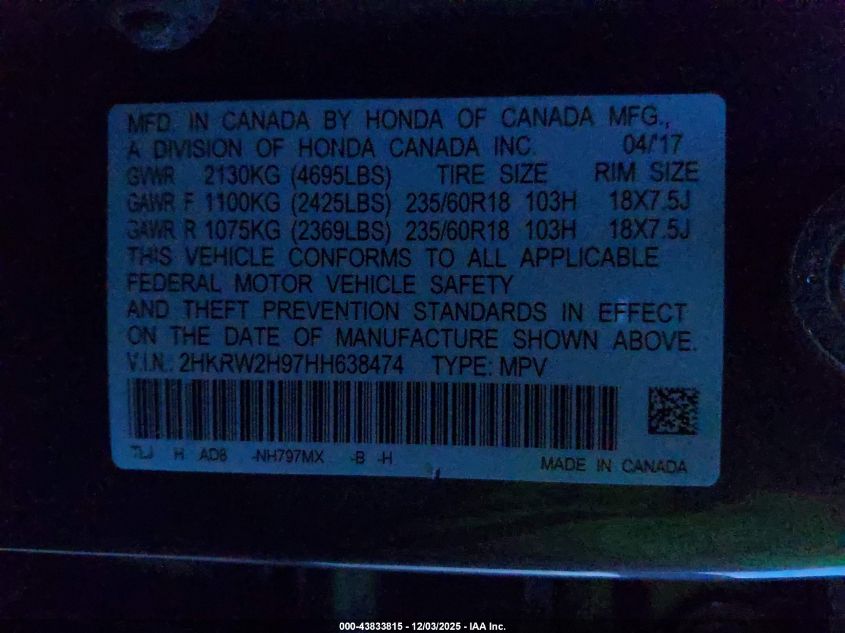 MFD. IN CANADA BY HONDA OF CANADA MFG.,
A DIVISION OF HONDA CANADA INC. 04/'17
GVWR 2130KG (4695LBS) TIRE SIZE RIM SIZE
GAWR F 1100KG (2425LBS) 235/60R18 103H 18X7.5J
GAWR R 1075KG (2369LBS) 235/60R18 103H 18X7.5J
THIS VEHICLE CONFORMS TO ALL APPLICABLE
FEDERAL MOTOR VEHICLE SAFETY
AND THEFT PREVENTION STANDARDS IN EFFECT
ON THE DATE OF MANUFACTURE SHOWN ABOVE.
V.I.N.: 2HKRW2H97HH638474 TYPE: MPV
TLJ H AD8 -NH797MX -B -H
MADE IN CANADA
000-43833815 - 12/03/2025 - IAA Inc.